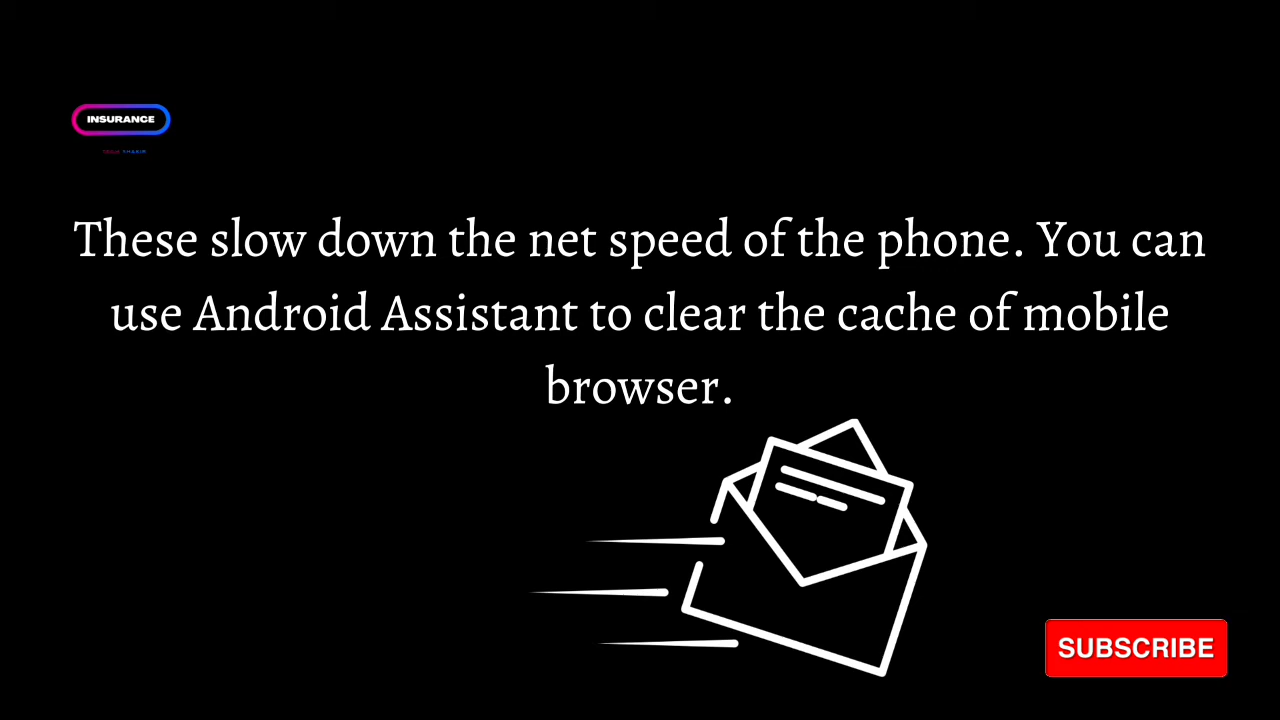 INSURANCE
These slow down the net speed of the phone. You can
use Android Assistant to clear the cache of mobile
browser.
SUBSCRIBE